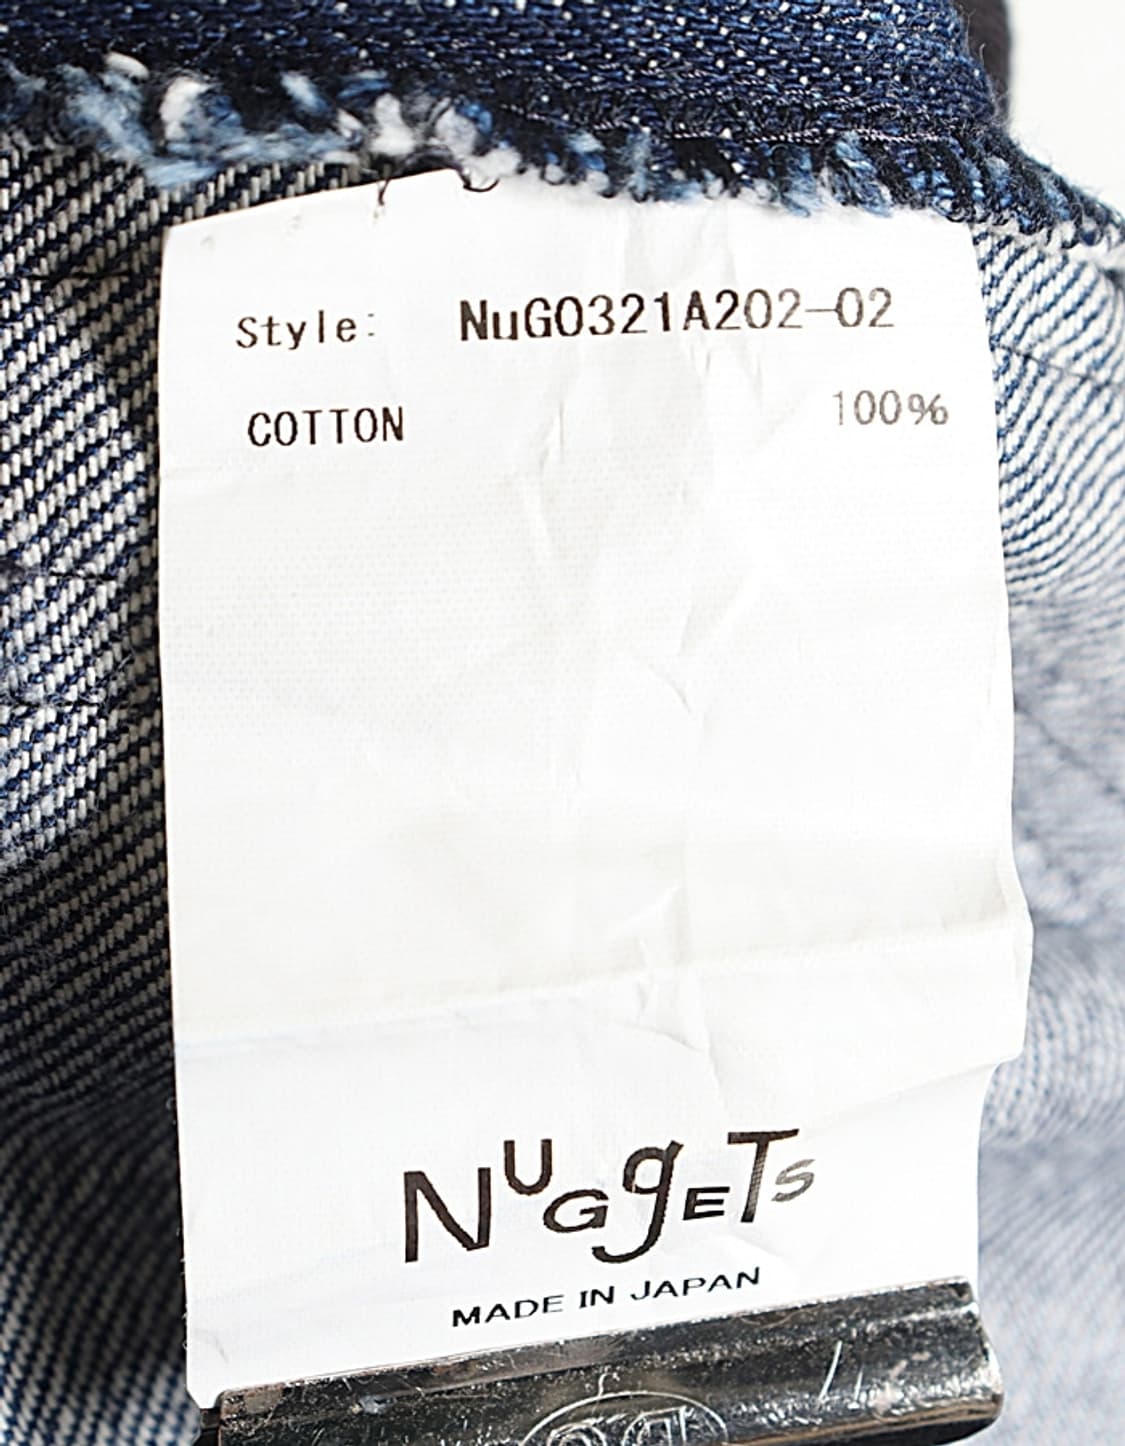 Style: NuG0321A202-02
COTTON 100%
NUGgETs
MADE IN JAPAN